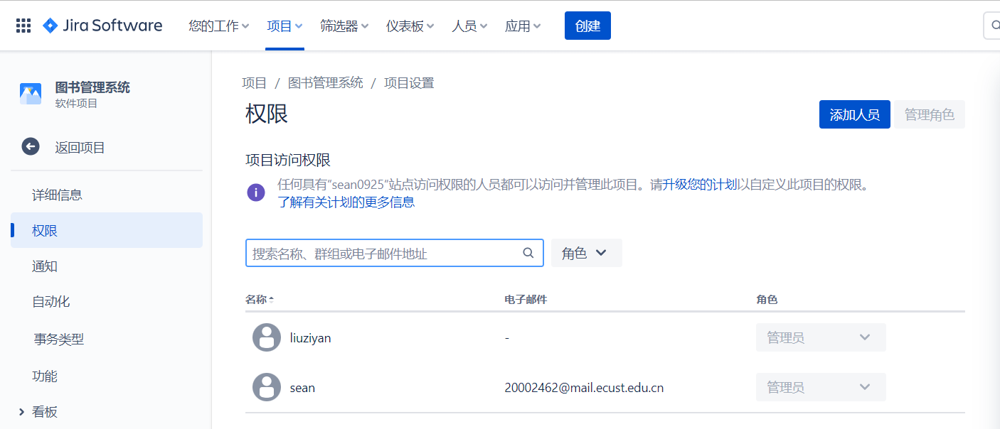 Jira Software 您的工作 项目 筛选器 仪表板 人员 应用 创建
图书管理系统
软件项目
返回项目
详细信息
权限
通知
自动化
事务类型
功能
看板
项目 / 图书管理系统 / 项目设置
权限
添加人员 管理角色
项目访问权限
任何具有“sean0925”站点访问权限的人员都可以访问并管理此项目。请升级您的计划以自定义此项目的权限。
了解有关计划的更多信息
搜索名称、群组或电子邮件地址 角色
名称 电子邮件 角色
liuziyan - 管理员
sean 20002462@mail.ecust.edu.cn 管理员